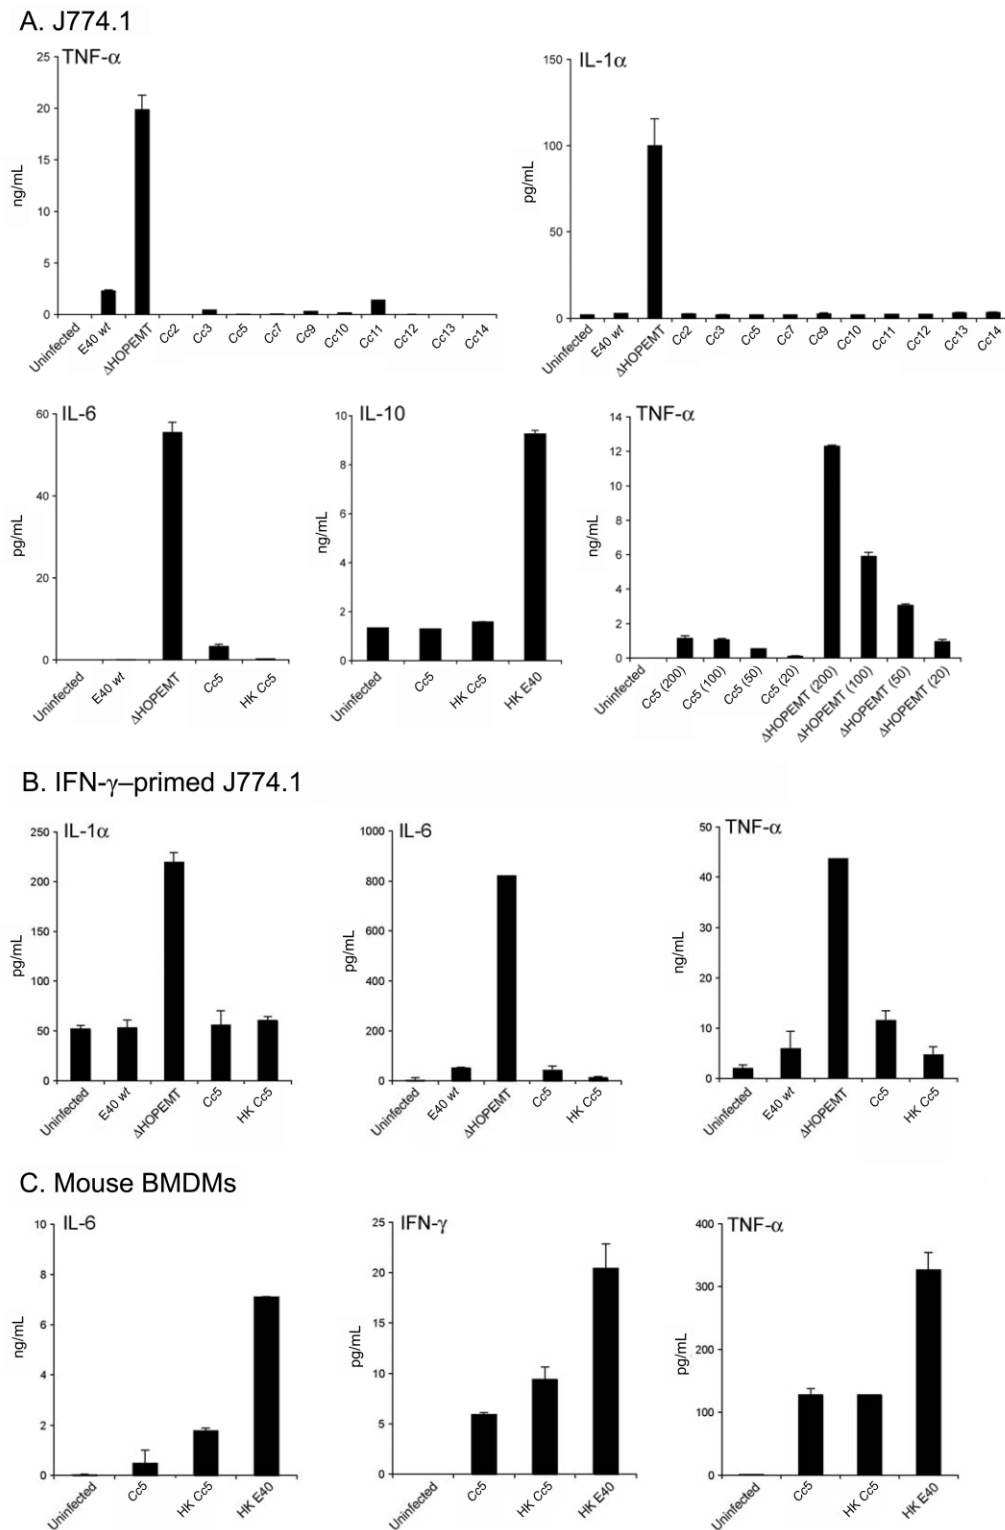 A. J774.1
TNF-α
25
20
15
10
5
0
ng/mL
Uninfected
E40 wt
ΔHOPEMT
Cc2
Cc3
Cc5
Cc7
Cc9
Cc10
Cc11
Cc12
Cc13
Cc14
IL-1α
150
100
50
0
pg/mL
Uninfected
E40 wt
ΔHOPEMT
Cc2
Cc3
Cc5
Cc7
Cc9
Cc10
Cc11
Cc12
Cc13
Cc14
IL-6
60
40
20
0
pg/mL
Uninfected
E40 wt
ΔHOPEMT
Cc5
HK Cc5
IL-10
10
8
6
4
2
0
ng/mL
Uninfected
Cc5
HK Cc5
HK E40
TNF-α
14
12
10
8
6
4
2
0
ng/mL
Uninfected
Cc5 (200)
Cc5 (100)
Cc5 (50)
Cc5 (20)
ΔHOPEMT (200)
ΔHOPEMT (100)
ΔHOPEMT (50)
ΔHOPEMT (20)
B. IFN-γ–primed J774.1
IL-1α
250
200
150
100
50
0
pg/mL
Uninfected
E40 wt
ΔHOPEMT
Cc5
HK Cc5
IL-6
1000
800
600
400
200
0
pg/mL
Uninfected
E40 wt
ΔHOPEMT
Cc5
HK Cc5
TNF-α
50
40
30
20
10
0
ng/mL
Uninfected
E40 wt
ΔHOPEMT
Cc5
HK Cc5
C. Mouse BMDMs
IL-6
10
8
6
4
2
0
ng/mL
Uninfected
Cc5
HK Cc5
HK E40
IFN-γ
25
20
15
10
5
0
pg/mL
Uninfected
Cc5
HK Cc5
HK E40
TNF-α
400
300
200
100
0
pg/mL
Uninfected
Cc5
HK Cc5
HK E40